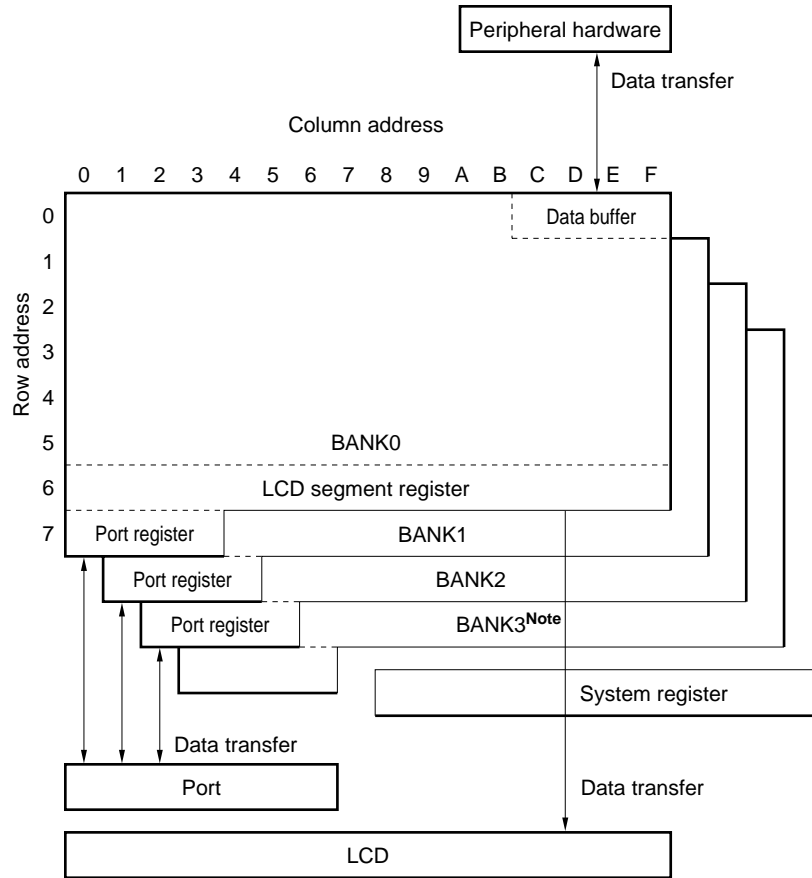 Peripheral hardware
Data transfer
Column address
0 1 2 3 4 5 6 7 8 9 A B C D E F
Row address
0 Data buffer
1
2
3
4
5 BANK0
6 LCD segment register
7 Port register BANK1
Port register BANK2
Port register BANK3Note
System register
Data transfer
Port Data transfer
LCD